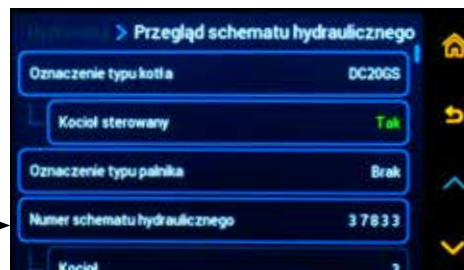 > Przegląd schematu hydraulicznego
Oznaczenie typu kotła DC20GS
Kocioł sterowany Tak
Oznaczenie typu palnika Brak
Numer schematu hydraulicznego 37833
Kocioł 2